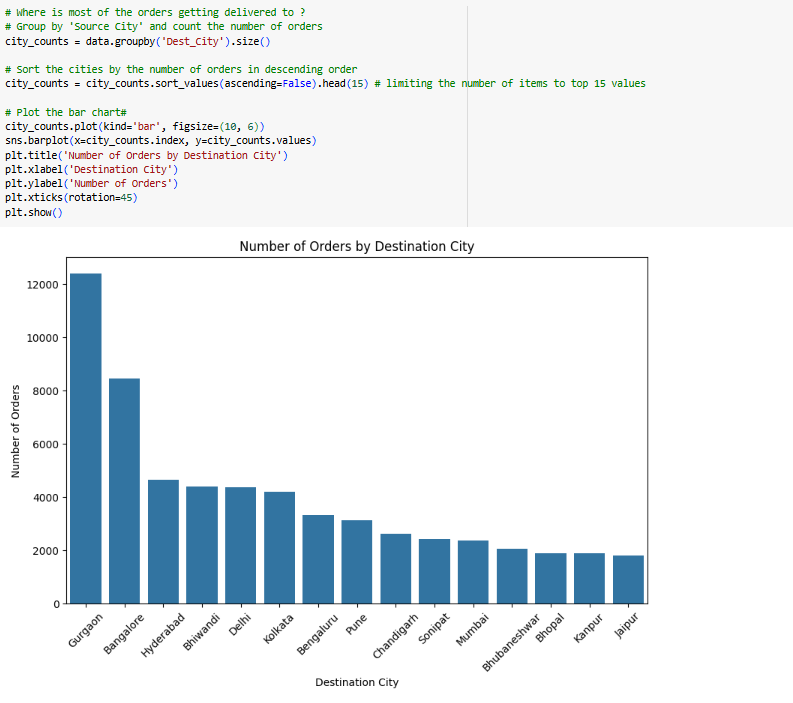 # Where is most of the orders getting delivered to ?
# Group by 'Source City' and count the number of orders
city_counts = data.groupby('Dest_City').size()
# Sort the cities by the number of orders in descending order
city_counts = city_counts.sort_values(ascending=False).head(15) # limiting the number of items to top 15 values
# Plot the bar chart#
city_counts.plot(kind='bar', figsize=(10, 6))
sns.barplot(x=city_counts.index, y=city_counts.values)
plt.title('Number of Orders by Destination City')
plt.xlabel('Destination City')
plt.ylabel('Number of Orders')
plt.xticks(rotation=45)
plt.show()
Number of Orders by Destination City
Number of Orders
12000
10000
8000
6000
4000
2000
0
Gurgaon
Bangalore
Hyderabad
Bhiwandi
Delhi
Kolkata
Bengaluru
Pune
Chandigarh
Sonipat
Mumbai
Bhubaneshwar
Bhopal
Kanpur
Jaipur
Destination City